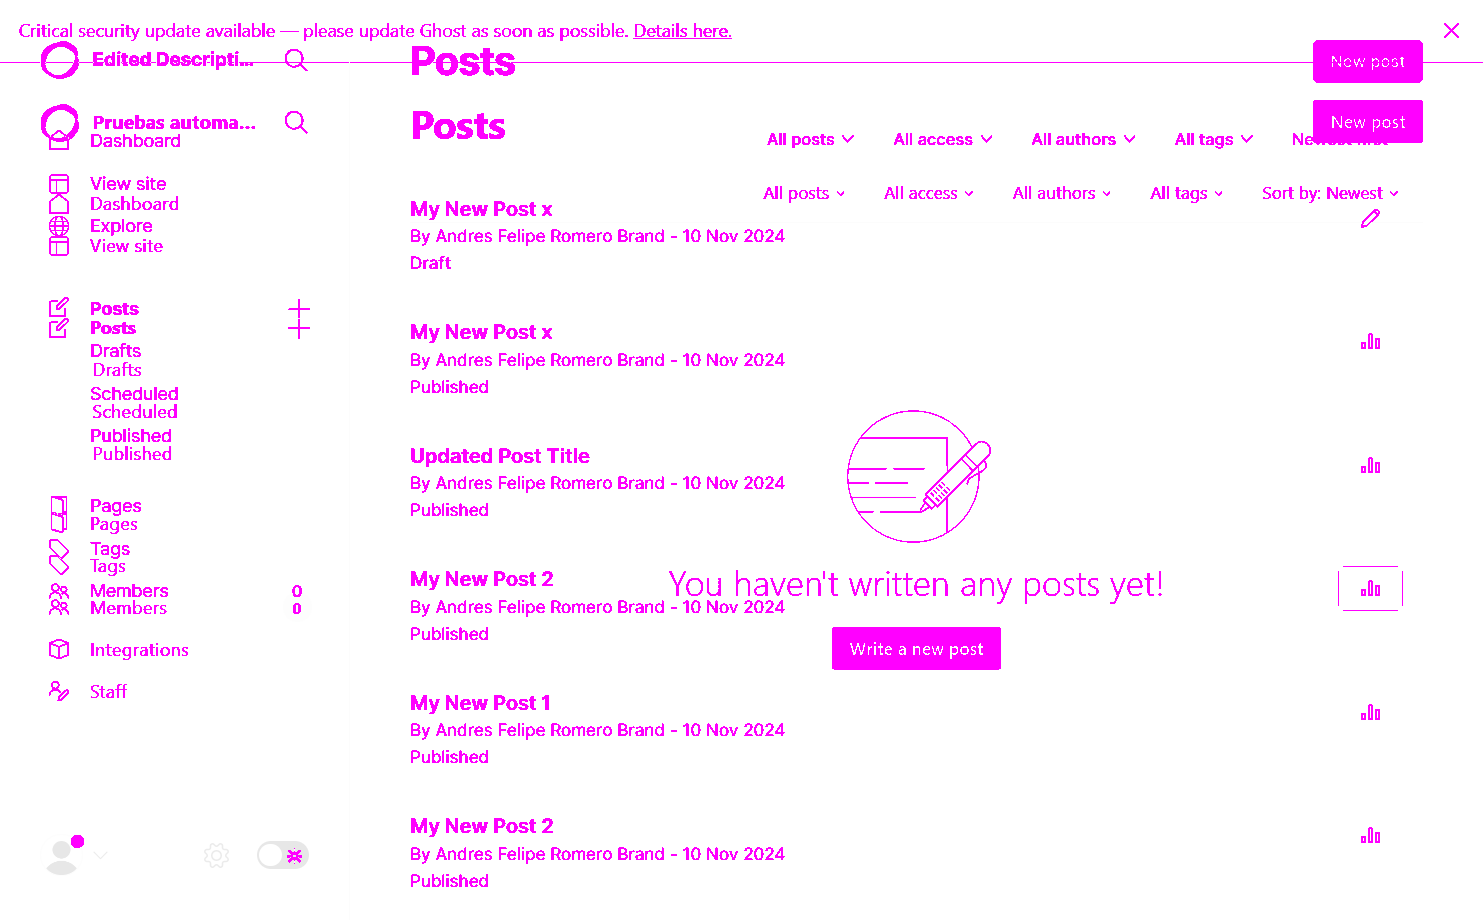 Critical security update available — please update Ghost as soon as possible. Details here.
Edited Descripti...
Posts
New post
Pruebas automa...
Posts
New post
Dashboard
All posts
All access
All authors
All tags
Newest first
View site
Dashboard
All posts
All access
All authors
All tags
Sort by: Newest
Explore
View site
My New Post x
By Andres Felipe Romero Brand - 10 Nov 2024
Draft
Posts
Posts
Drafts
Drafts
Scheduled
Scheduled
Published
Published
My New Post x
By Andres Felipe Romero Brand - 10 Nov 2024
Published
Updated Post Title
By Andres Felipe Romero Brand - 10 Nov 2024
Published
Pages
Pages
Tags
Tags
Members 0
Members 0
Integrations
Staff
My New Post 2
By Andres Felipe Romero Brand - 10 Nov 2024
Published
You haven't written any posts yet!
Write a new post
My New Post 1
By Andres Felipe Romero Brand - 10 Nov 2024
Published
My New Post 2
By Andres Felipe Romero Brand - 10 Nov 2024
Published